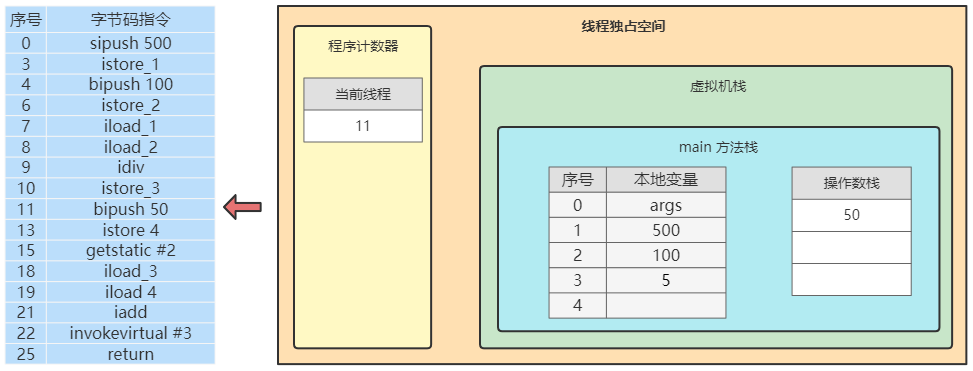 序号 字节码指令
0 sipush 500
3 istore_1
4 bipush 100
6 istore_2
7 iload_1
8 iload_2
9 idiv
10 istore_3
11 bipush 50
13 istore 4
15 getstatic #2
18 iload_3
19 iload 4
21 iadd
22 invokevirtual #3
25 return
线程独占空间
程序计数器
当前线程
11
虚拟机栈
main 方法栈
序号 本地变量
0 args
1 500
2 100
3 5
4
操作数栈
50